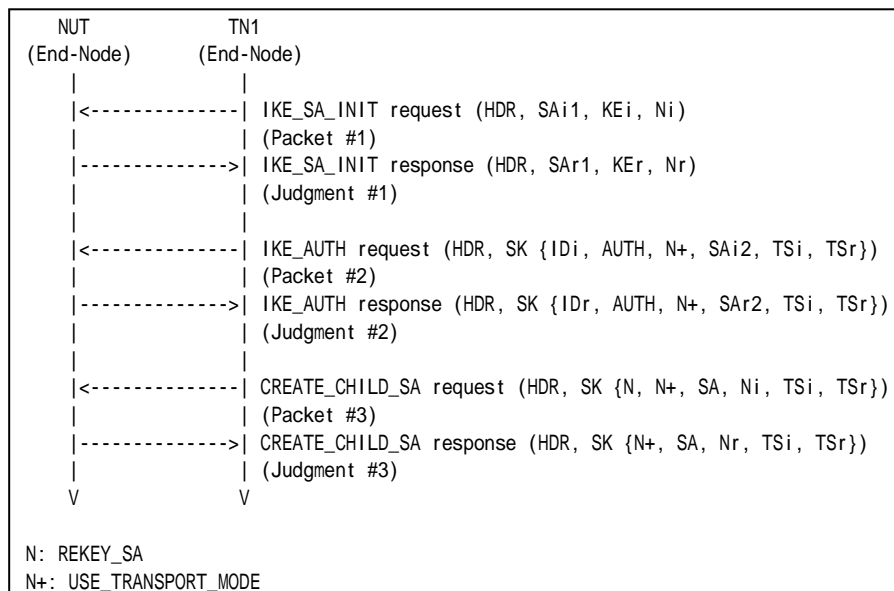 NUT TN1
(End-Node) (End-Node)
| |
|<--------------| IKE_SA_INIT request (HDR, SAi1, KEi, Ni)
| | (Packet #1)
|-------------->| IKE_SA_INIT response (HDR, SAr1, KEr, Nr)
| | (Judgment #1)
| |
|<--------------| IKE_AUTH request (HDR, SK {IDi, AUTH, N+, SAi2, TSi, TSr})
| | (Packet #2)
|-------------->| IKE_AUTH response (HDR, SK {IDr, AUTH, N+, SAr2, TSi, TSr})
| | (Judgment #2)
| |
|<--------------| CREATE_CHILD_SA request (HDR, SK {N, N+, SA, Ni, TSi, TSr})
| | (Packet #3)
|-------------->| CREATE_CHILD_SA response (HDR, SK {N+, SA, Nr, TSi, TSr})
| | (Judgment #3)
V V
N: REKEY_SA
N+: USE_TRANSPORT_MODE